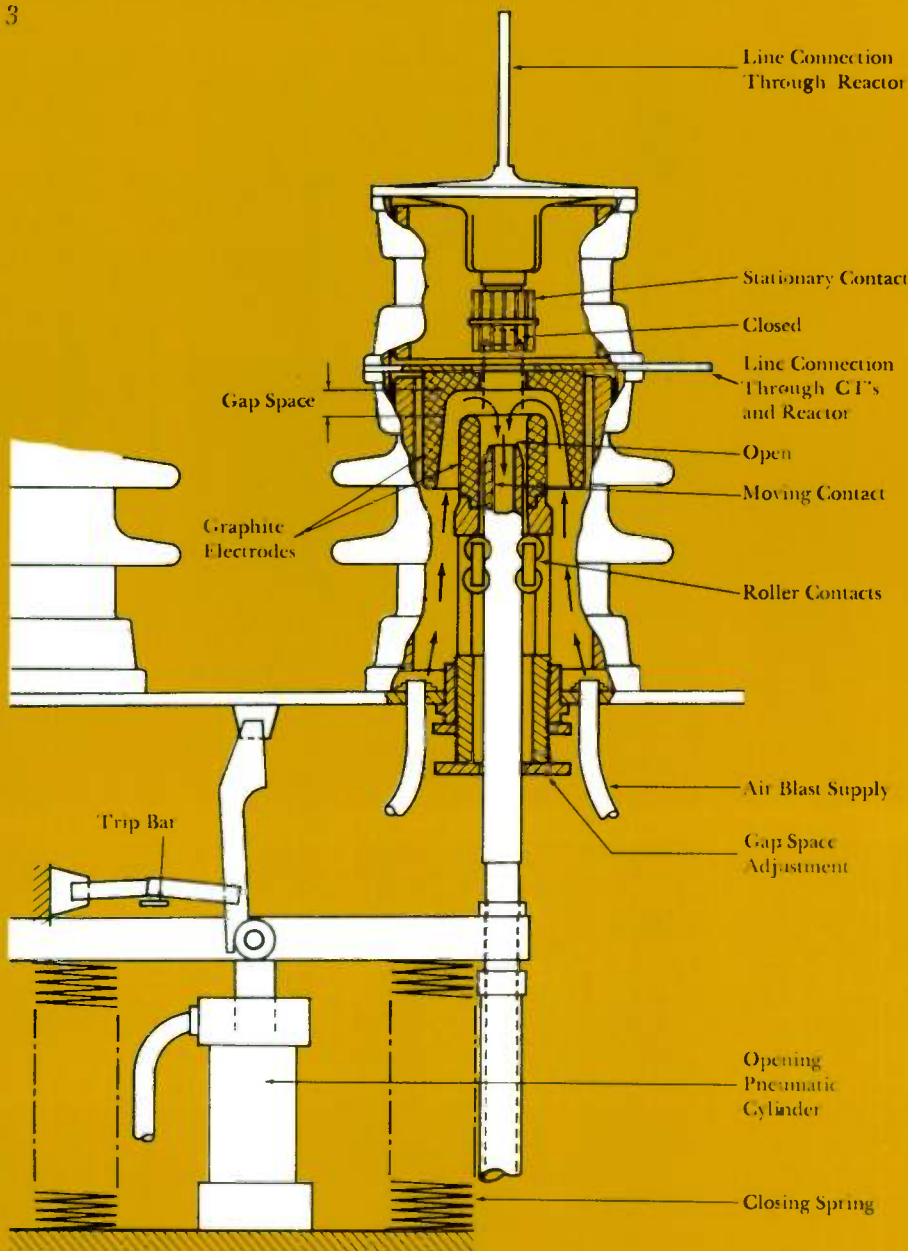 3
Line Connection
Through Reactor
Stationary Contact
Closed
Line Connection
Through CT's
and Reactor
Gap Space
Open
Moving Contact
Graphite
Electrodes
Roller Contacts
Air Blast Supply
Trip Bar
Gap Space
Adjustment
Opening
Pneumatic
Cylinder
Closing Spring